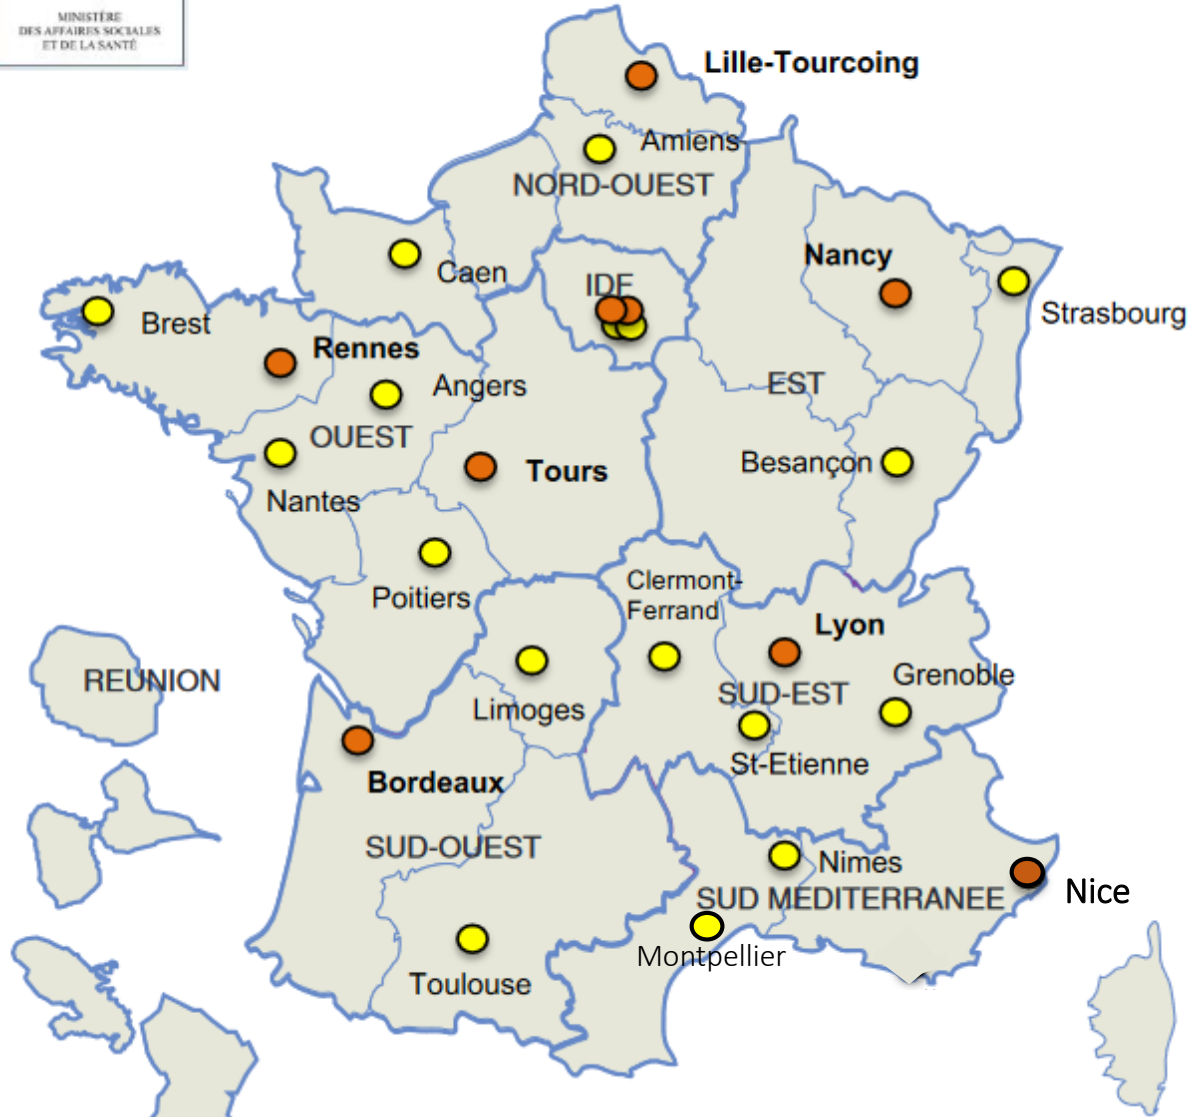 MINISTÈRE
DES AFFAIRES SOCIALES
ET DE LA SANTÉ
Lille-Tourcoing
Amiens
NORD-OUEST
Nancy
Caen
IDF
Strasbourg
Brest
Rennes
Angers
EST
OUEST
Besançon
Tours
Nantes
Clermont-
Ferrand
Poitiers
Lyon
Grenoble
REUNION
SUD-EST
Limoges
St-Etienne
Bordeaux
SUD-OUEST
Nimes
Nice
SUD MEDITERRANEE
Montpellier
Toulouse